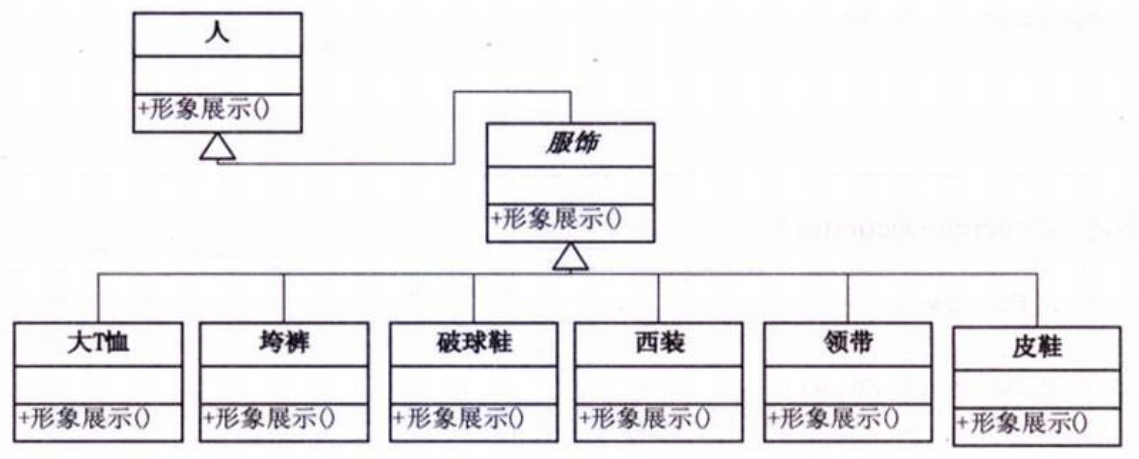 人
+形象展示()
服饰
+形象展示()
大T恤 垮裤 破球鞋 西装 领带 皮鞋
+形象展示() +形象展示() +形象展示() +形象展示() +形象展示() +形象展示()